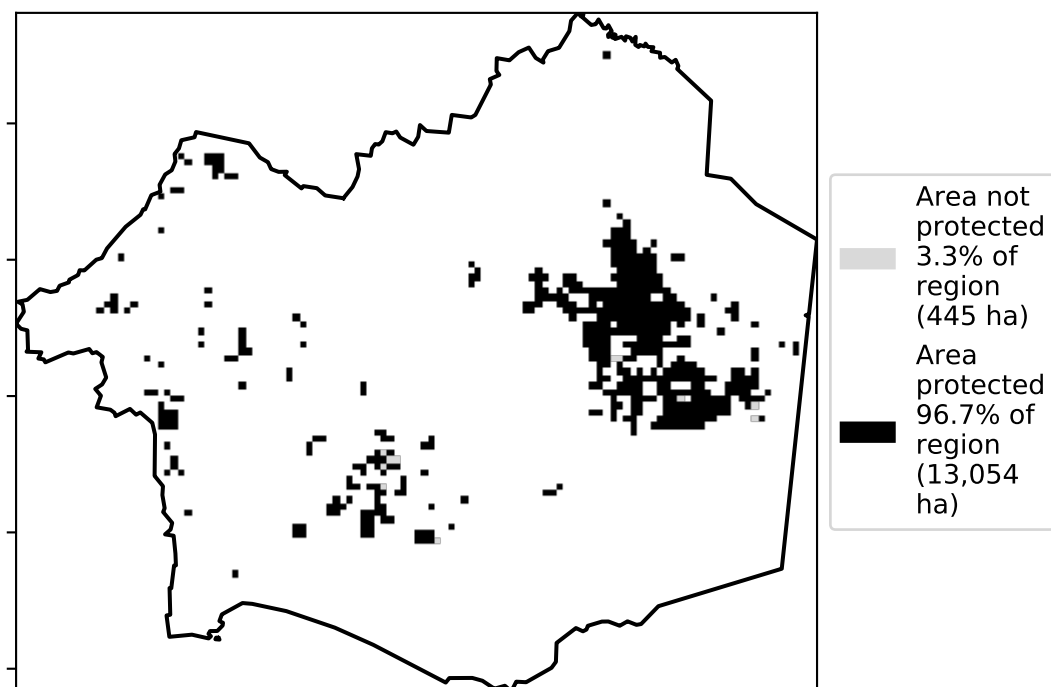 Area not
protected
3.3% of
region
(445 ha)
Area
protected
96.7% of
region
(13,054
ha)